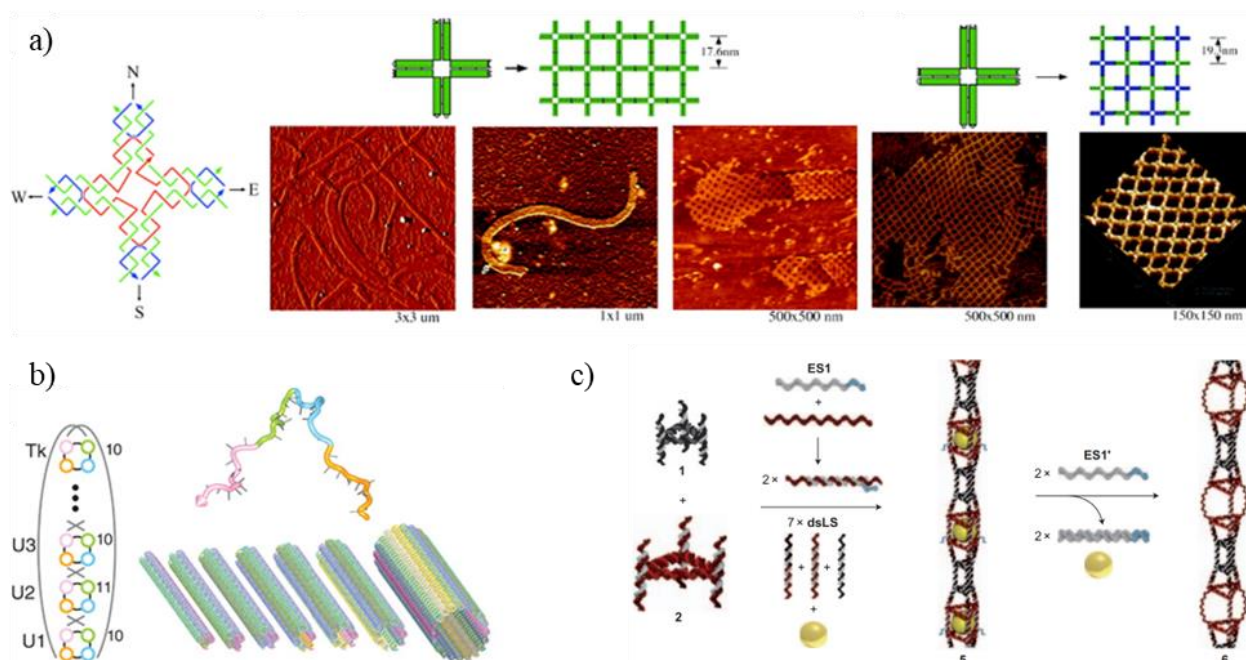 a)
N
W
E
S
17.6nm
19.3nm
3x3 um
1x1 um
500x500 nm
500x500 nm
150x150 nm
b)
Tk
10
U3
10
U2
11
U1
10
c)
1
+
2
ES1
+
2 ×
7 × dsLS
+ +
+
5
ES1'
2 ×
2 ×
6